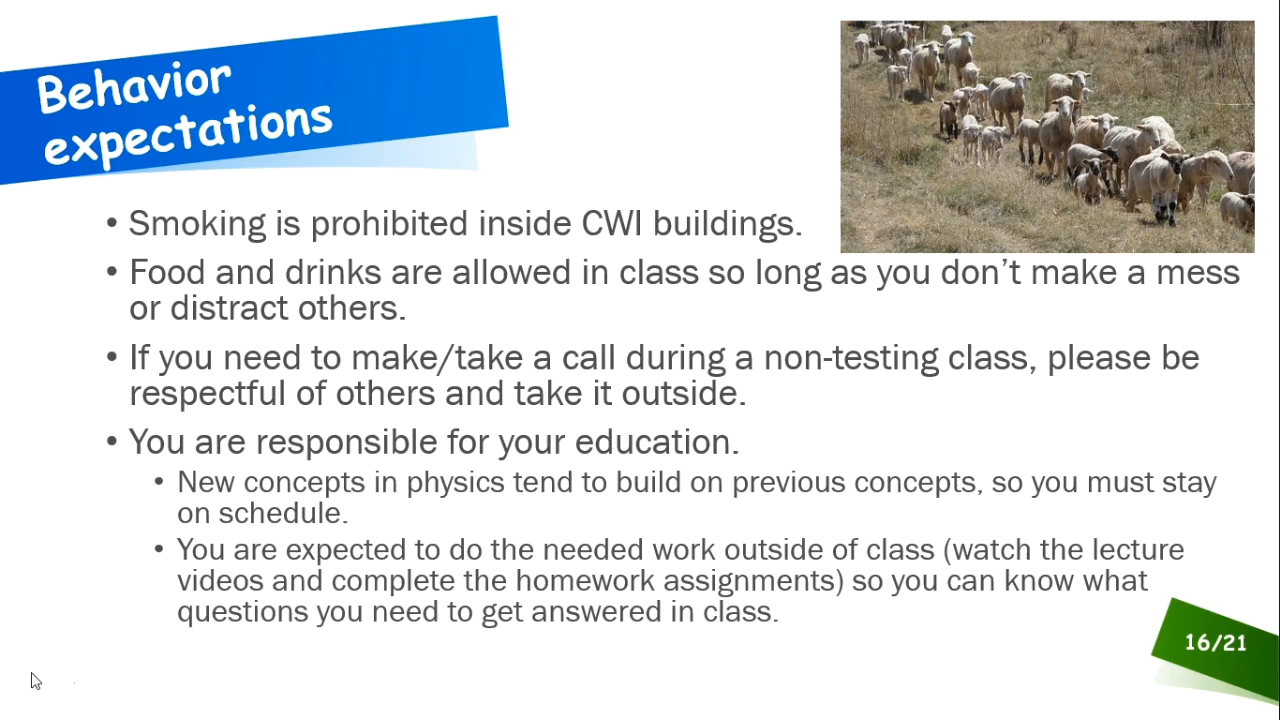 Behavior
expectations
• Smoking is prohibited inside CWI buildings.
• Food and drinks are allowed in class so long as you don’t make a mess
or distract others.
• If you need to make/take a call during a non-testing class, please be
respectful of others and take it outside.
• You are responsible for your education.
• New concepts in physics tend to build on previous concepts, so you must stay
on schedule.
• You are expected to do the needed work outside of class (watch the lecture
videos and complete the homework assignments) so you can know what
questions you need to get answered in class.
16/21